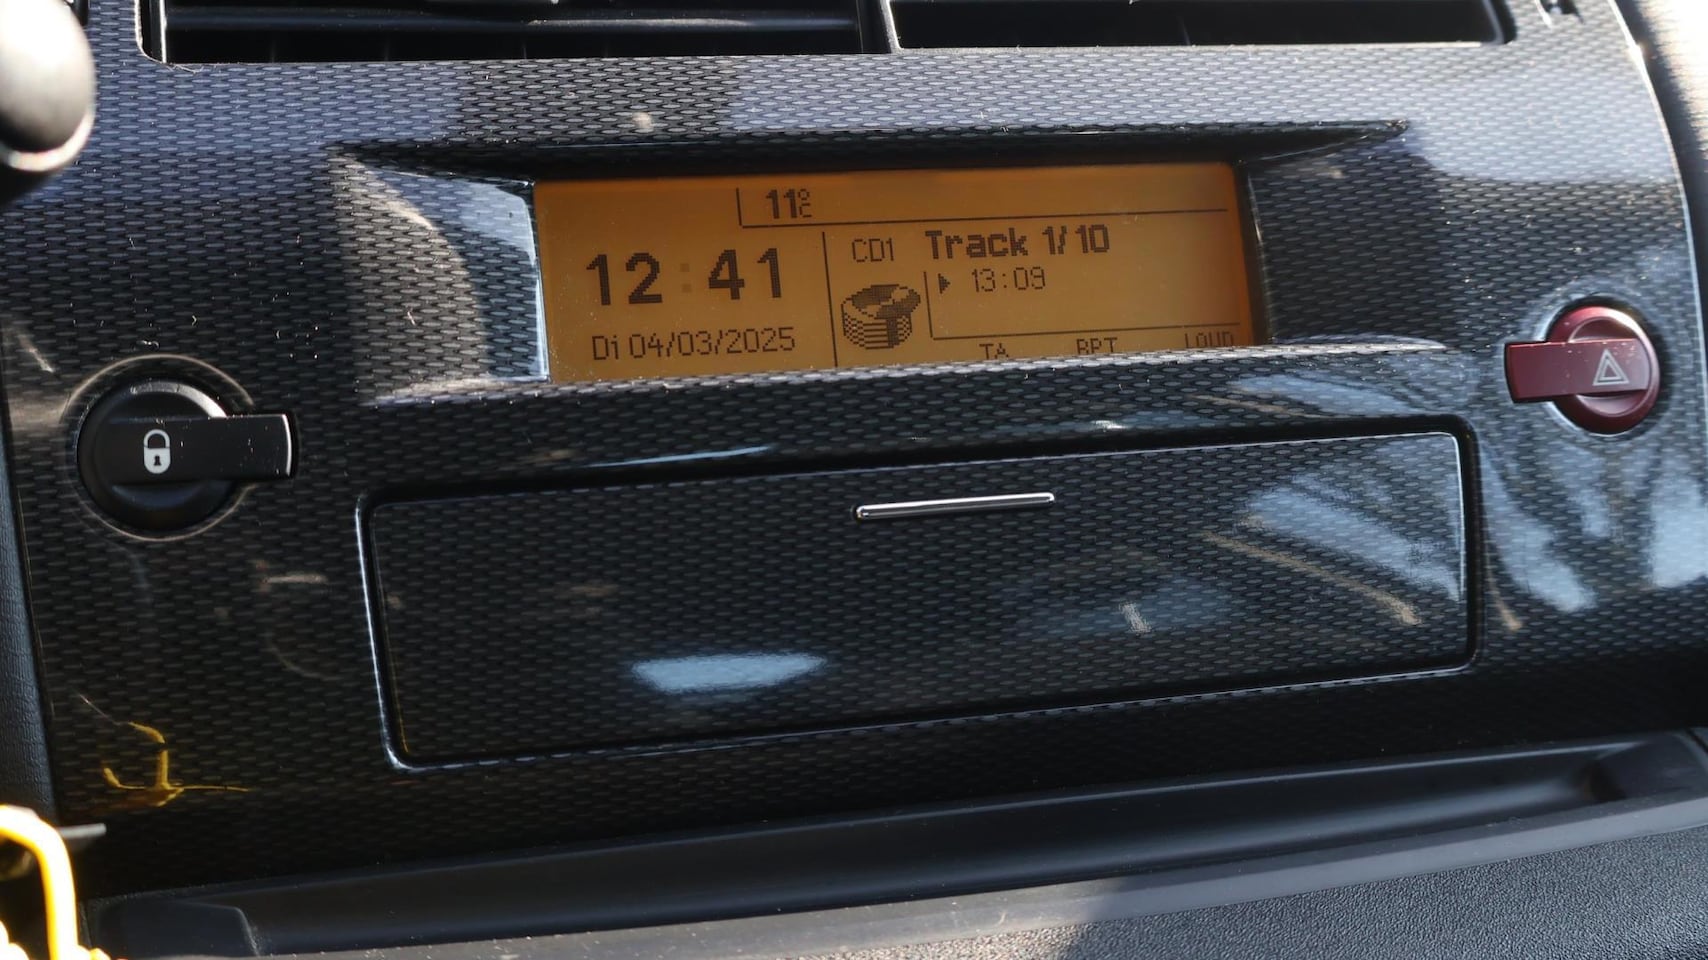 11°C
12:41
Di 04/03/2025
CD1 Track 1/10
13:09
TA RPT LOUD